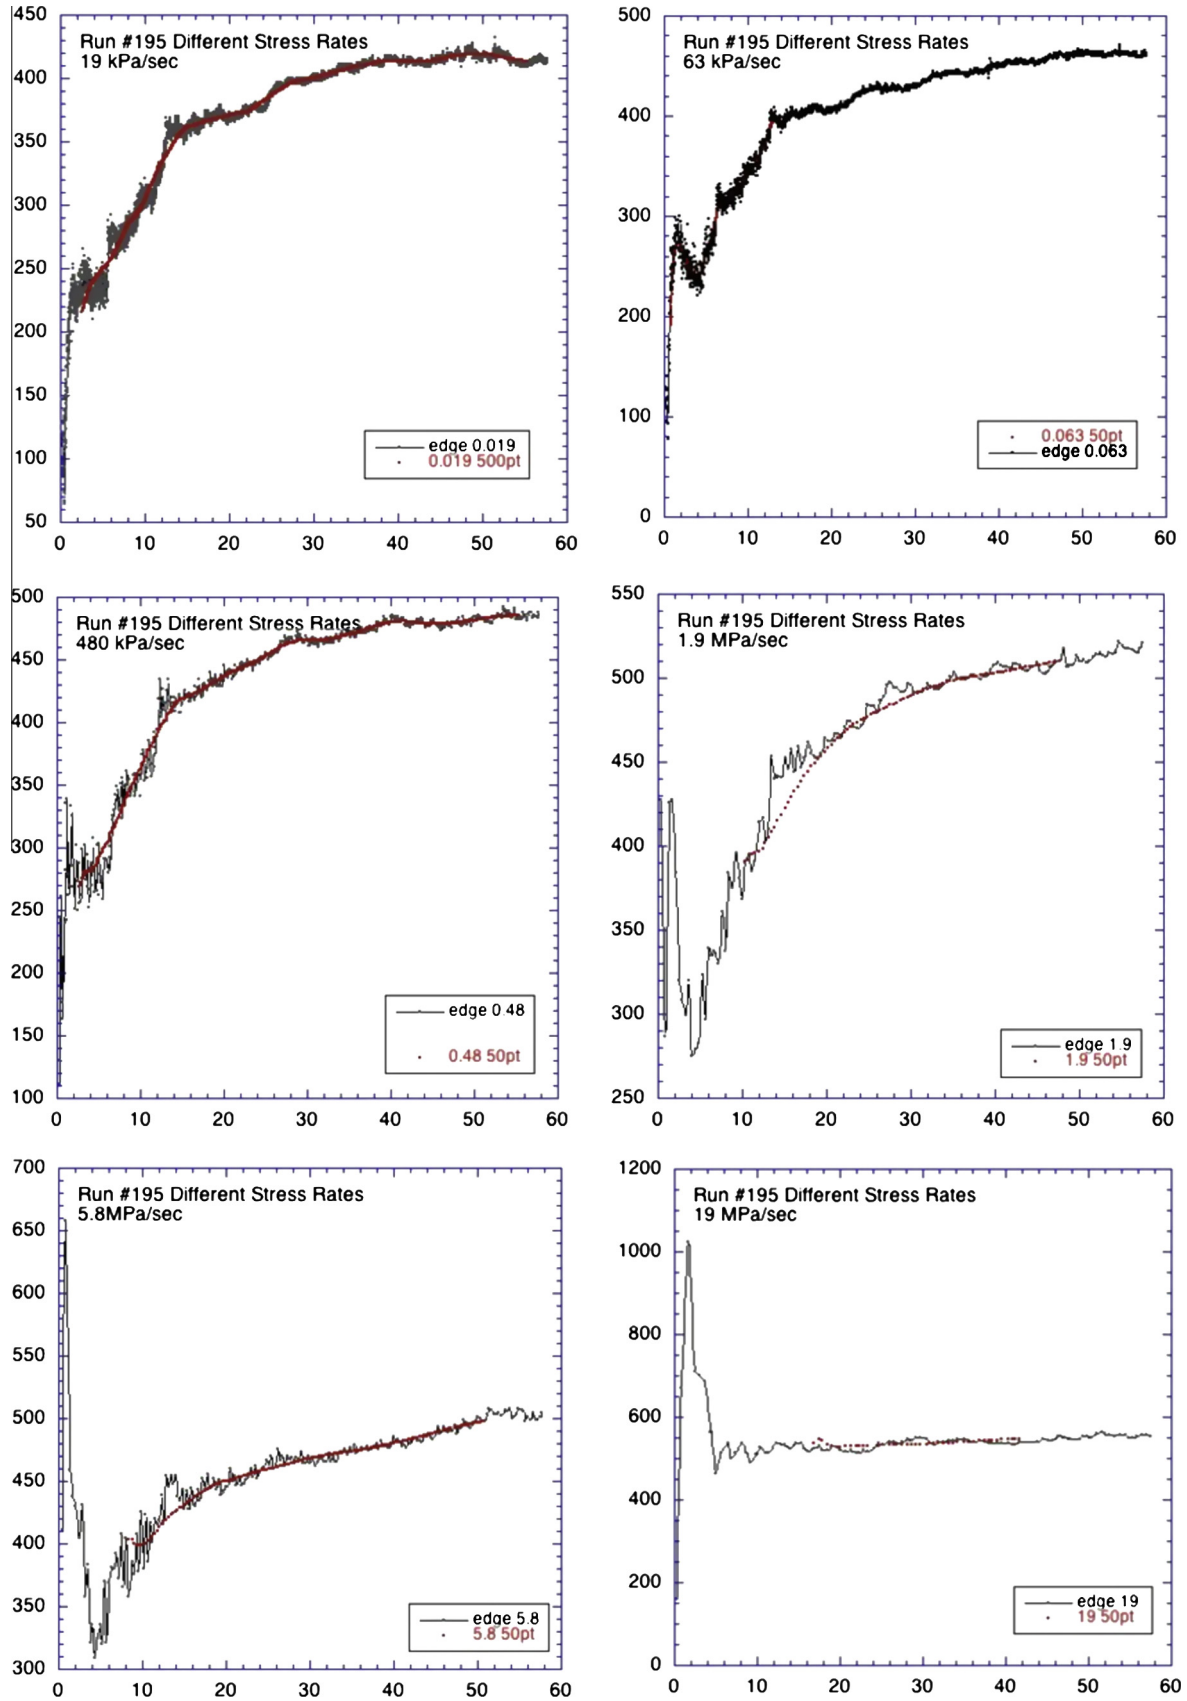 Run #195 Different Stress Rates
19 kPa/sec
450
400
350
300
250
200
150
100
50
edge 0.019
0.019 500pt
0 10 20 30 40 50 60
Run #195 Different Stress Rates
63 kPa/sec
500
400
300
200
100
0
0.063 50pt
edge 0.063
0 10 20 30 40 50 60
Run #195 Different Stress Rates
480 kPa/sec
500
450
400
350
300
250
200
150
100
edge 0.48
0.48 50pt
0 10 20 30 40 50 60
Run #195 Different Stress Rates
1.9 MPa/sec
550
500
450
400
350
300
250
edge 1.9
1.9 50pt
0 10 20 30 40 50 60
Run #195 Different Stress Rates
5.8MPa/sec
700
650
600
550
500
450
400
350
300
edge 5.8
5.8 50pt
0 10 20 30 40 50 60
Run #195 Different Stress Rates
19 MPa/sec
1200
1000
800
600
400
200
0
edge 19
19 50pt
0 10 20 30 40 50 60